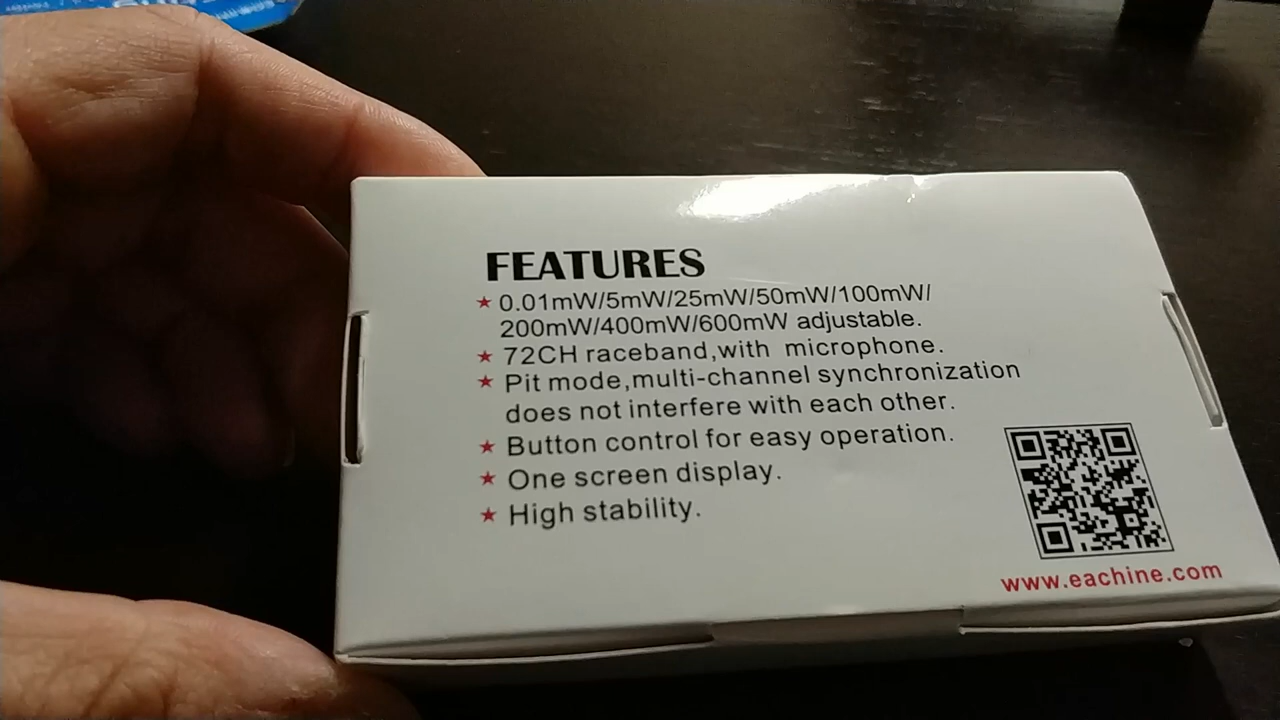 FEATURES
★ 0.01mW/5mW/25mW/50mW/100mW/
200mW/400mW/600mW adjustable.
★ 72CH raceband,with microphone.
★ Pit mode,multi-channel synchronization
does not interfere with each other.
★ Button control for easy operation.
★ One screen display.
★ High stability.
www.eachine.com